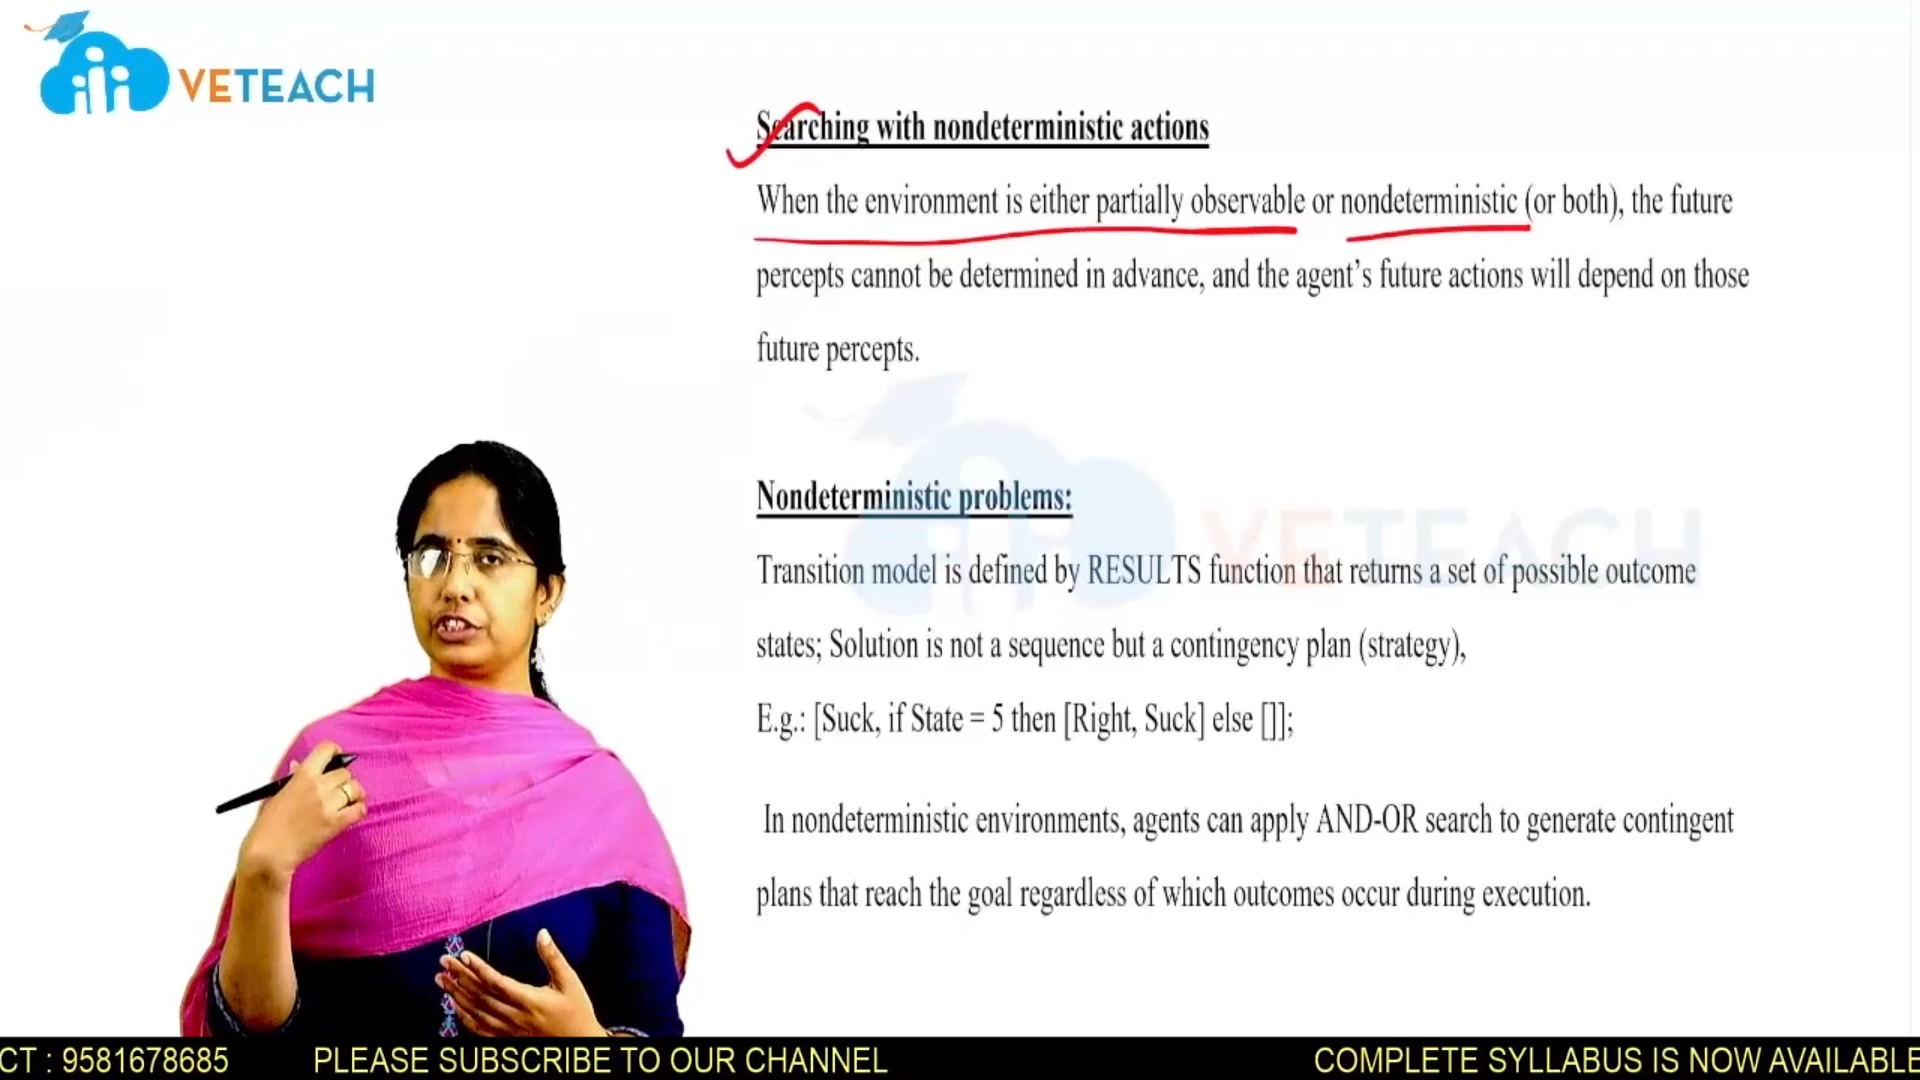 VETEACH
Searching with nondeterministic actions
When the environment is either partially observable or nondeterministic (or both), the future
percepts cannot be determined in advance, and the agent’s future actions will depend on those
future percepts.
VETEACH
Nondeterministic problems:
Transition model is defined by RESULTS function that returns a set of possible outcome
states; Solution is not a sequence but a contingency plan (strategy),
E.g.: [Suck, if State = 5 then [Right, Suck] else []];
In nondeterministic environments, agents can apply AND-OR search to generate contingent
plans that reach the goal regardless of which outcomes occur during execution.
CT : 9581678685 PLEASE SUBSCRIBE TO OUR CHANNEL COMPLETE SYLLABUS IS NOW AVAILABLE